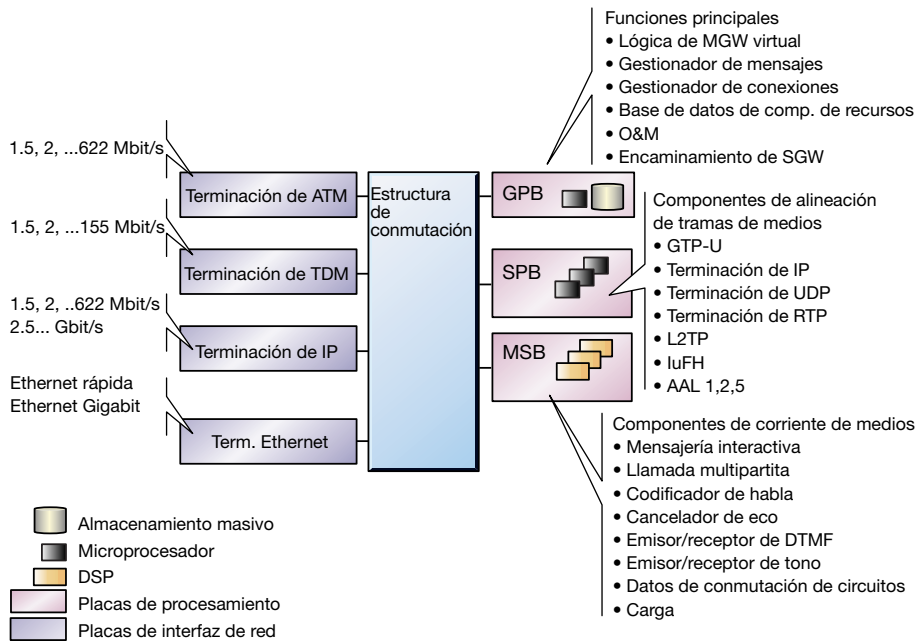 Funciones principales
• Lógica de MGW virtual
• Gestionador de mensajes
• Gestionador de conexiones
• Base de datos de comp. de recursos
• O&M
• Encaminamiento de SGW
1.5, 2, ...622 Mbit/s
Terminación de ATM
1.5, 2, ...155 Mbit/s
Terminación de TDM
1.5, 2, ..622 Mbit/s
2.5... Gbit/s
Terminación de IP
Ethernet rápida
Ethernet Gigabit
Term. Ethernet
Estructura
de
conmutación
GPB
SPB
MSB
Componentes de alineación
de tramas de medios
• GTP-U
• Terminación de IP
• Terminación de UDP
• Terminación de RTP
• L2TP
• IuFH
• AAL 1,2,5
Componentes de corriente de medios
• Mensajería interactiva
• Llamada multipartita
• Codificador de habla
• Cancelador de eco
• Emisor/receptor de DTMF
• Emisor/receptor de tono
• Datos de conmutación de circuitos
• Carga
Almacenamiento masivo
Microprocesador
DSP
Placas de procesamiento
Placas de interfaz de red